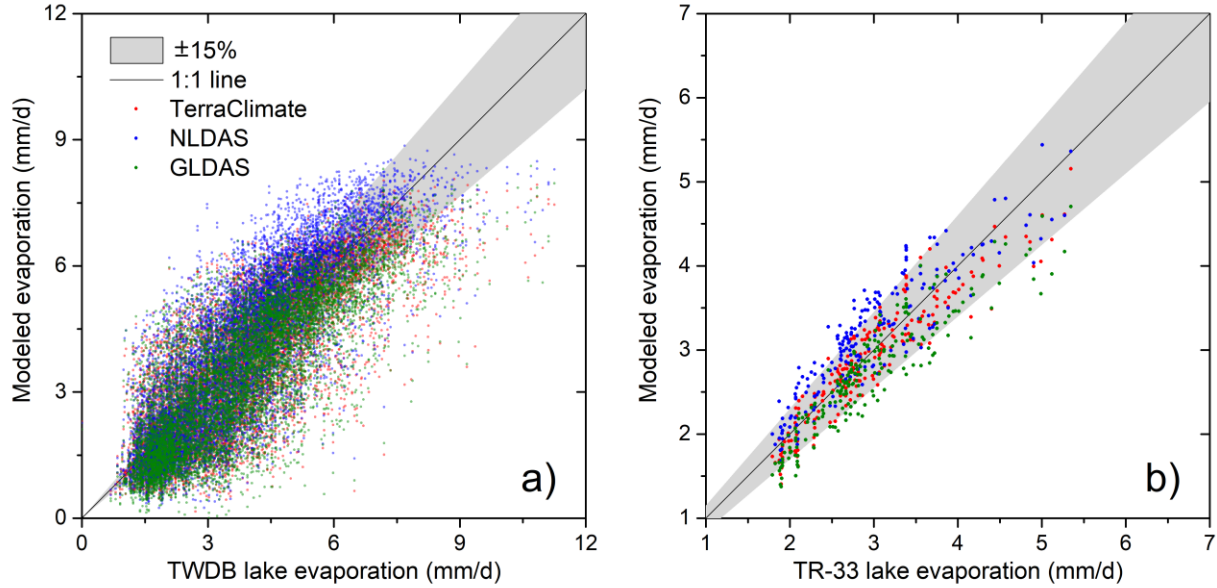 12
9
6
3
0
0
3
6
9
12
Modeled evaporation (mm/d)
TWDB lake evaporation (mm/d)
±15%
1:1 line
TerraClimate
NLDAS
GLDAS
a)
7
6
5
4
3
2
1
1
2
3
4
5
6
7
Modeled evaporation (mm/d)
TR-33 lake evaporation (mm/d)
b)